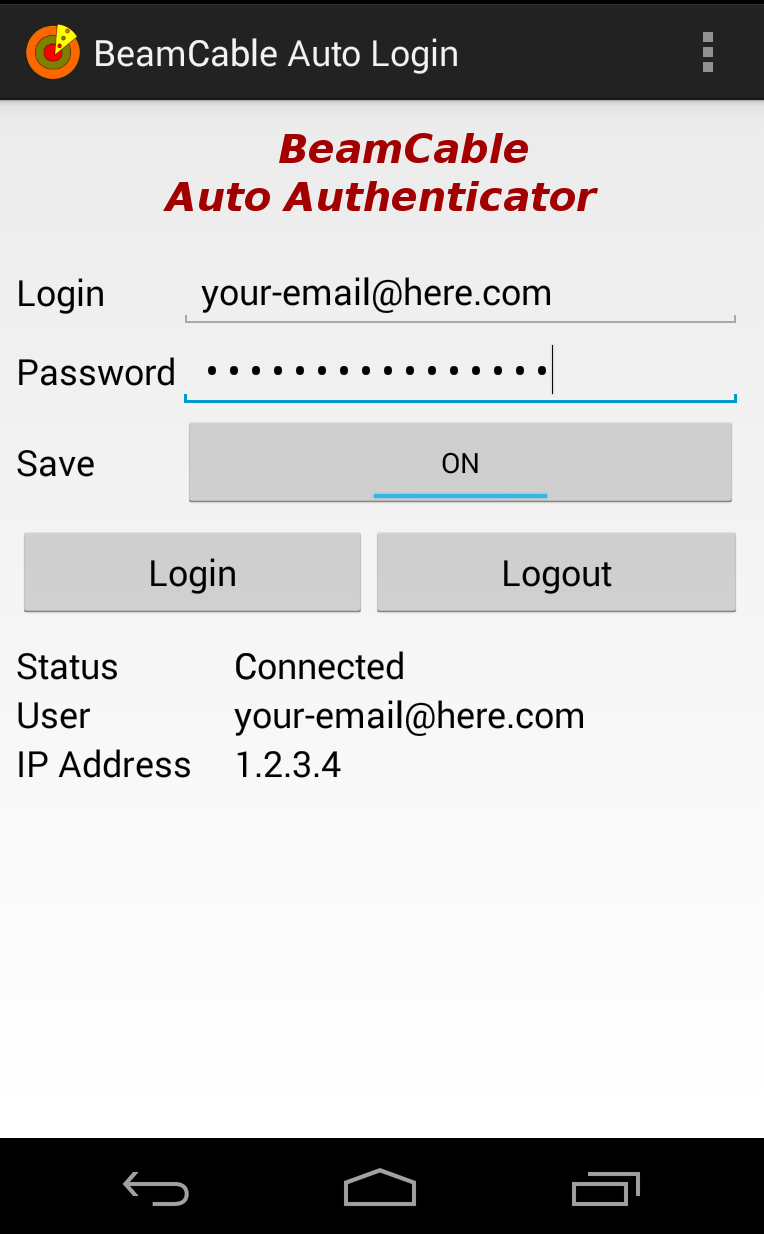 BeamCable Auto Login
BeamCable
Auto Authenticator
Login your-email@here.com
Password ••••••••••••••••
Save ON
Login Logout
Status Connected
User your-email@here.com
IP Address 1.2.3.4